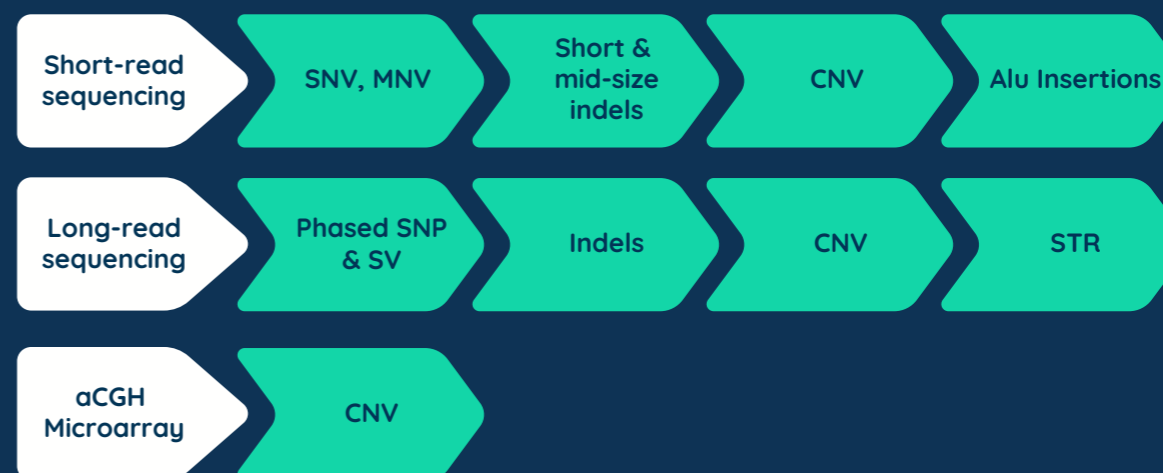 Short-read
sequencing
SNV, MNV
Short &
mid-size
indels
CNV
Alu Insertions
Long-read
sequencing
Phased SNP
& SV
Indels
CNV
STR
aCGH
Microarray
CNV